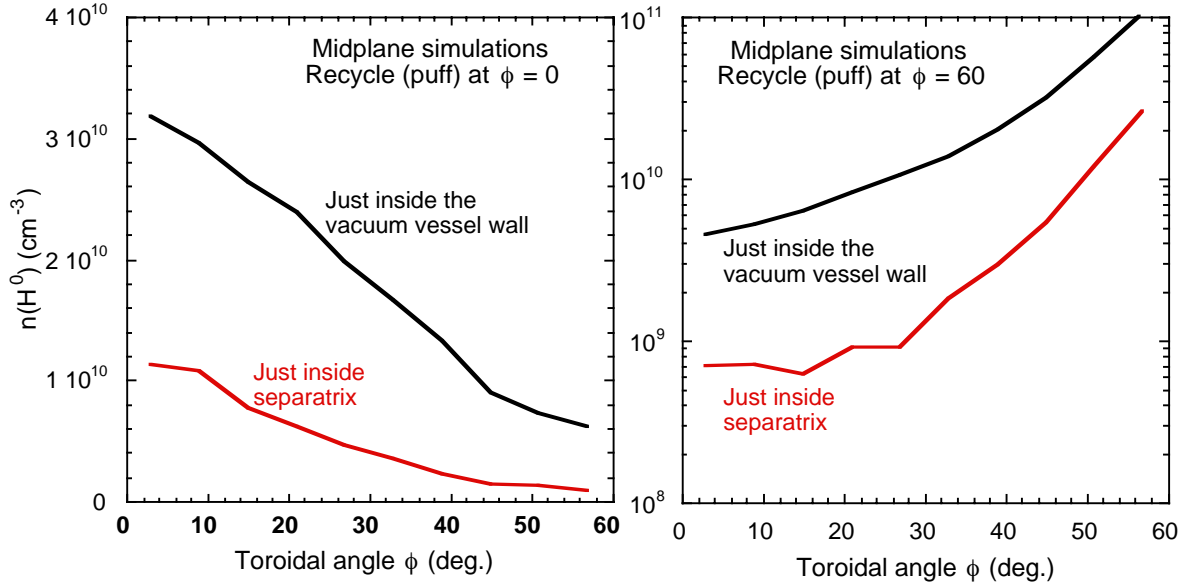 4 10^10
3 10^10
2 10^10
1 10^10
0
n(H^0) (cm^-3)
Midplane simulations
Recycle (puff) at ϕ = 0
Just inside the
vacuum vessel wall
Just inside
separatrix
0 10 20 30 40 50 60
Toroidal angle ϕ (deg.)
10^11
10^10
10^9
10^8
Midplane simulations
Recycle (puff) at ϕ = 60
Just inside the
vacuum vessel wall
Just inside
separatrix
0 10 20 30 40 50 60
Toroidal angle ϕ (deg.)